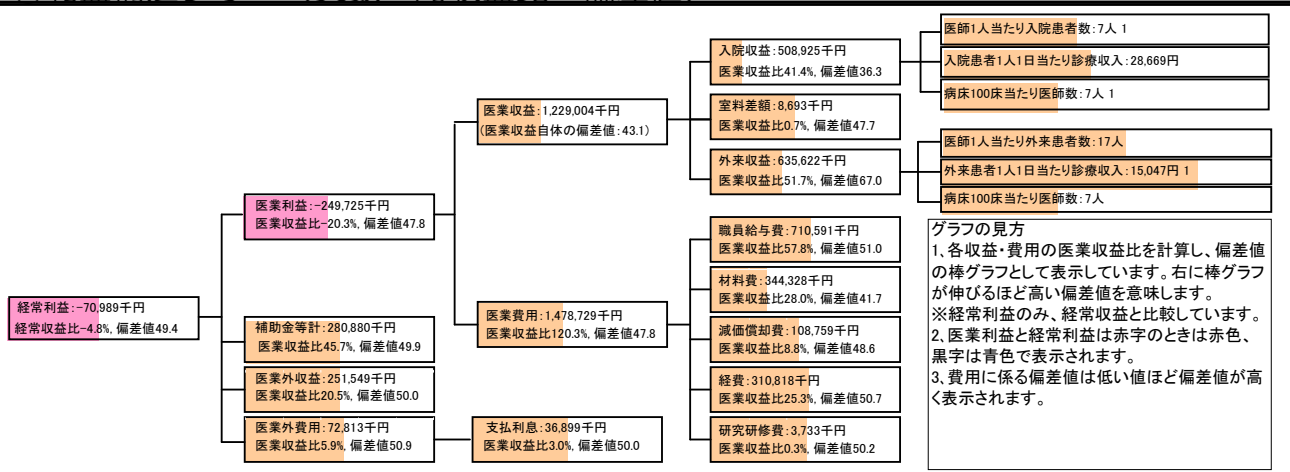 経常利益:-70,989千円
経常収益比-4.8%, 偏差値49.4
医業利益:-249,725千円
医業収益比-20.3%, 偏差値47.8
補助金等計:280,880千円
医業収益比45.7%, 偏差値49.9
医業外収益:251,549千円
医業収益比20.5%, 偏差値50.0
医業外費用:72,813千円
医業収益比5.9%, 偏差値50.9
医業収益:1,229,004千円
(医業収益自体の偏差値:43.1)
医業費用:1,478,729千円
医業収益比120.3%, 偏差値47.8
支払利息:36,899千円
医業収益比3.0%, 偏差値50.0
入院収益:508,925千円
医業収益比41.4%, 偏差値36.3
室料差額:8,693千円
医業収益比0.7%, 偏差値47.7
外来収益:635,622千円
医業収益比51.7%, 偏差値67.0
職員給与費:710,591千円
医業収益比57.8%, 偏差値51.0
材料費:344,328千円
医業収益比28.0%, 偏差値41.7
減価償却費:108,759千円
医業収益比8.8%, 偏差値48.6
経費:310,818千円
医業収益比25.3%, 偏差値50.7
研究研修費:3,733千円
医業収益比0.3%, 偏差値50.2
医師1人当たり入院患者数:7人 1
入院患者1人1日当たり診療収入:28,669円
病床100床当たり医師数:7人 1
医師1人当たり外来患者数:17人
外来患者1人1日当たり診療収入:15,047円 1
病床100床当たり医師数:7人
グラフの見方
1、各収益・費用の医業収益比を計算し、偏差値
の棒グラフとして表示しています。右に棒グラフ
が伸びるほど高い偏差値を意味します。
※経常利益のみ、経常収益と比較しています。
2、医業利益と経常利益は赤字のときは赤色、
黒字は青色で表示されます。
3、費用に係る偏差値は低い値ほど偏差値が高
く表示されます。